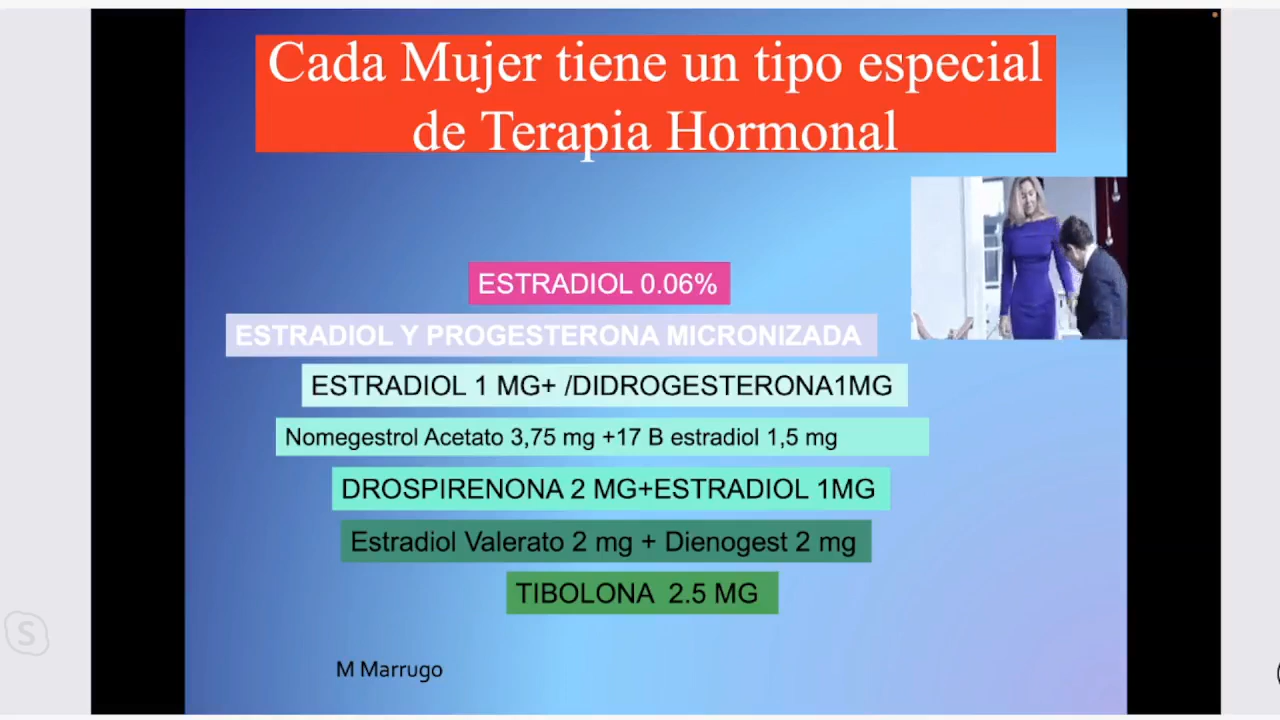 Cada Mujer tiene un tipo especial
de Terapia Hormonal
ESTRADIOL 0.06%
ESTRADIOL Y PROGESTERONA MICRONIZADA
ESTRADIOL 1 MG+ /DIDROGESTERONA1MG
Nomegestrol Acetato 3,75 mg +17 B estradiol 1,5 mg
DROSPIRENONA 2 MG+ESTRADIOL 1MG
Estradiol Valerato 2 mg + Dienogest 2 mg
TIBOLONA 2.5 MG
M Marrugo
S